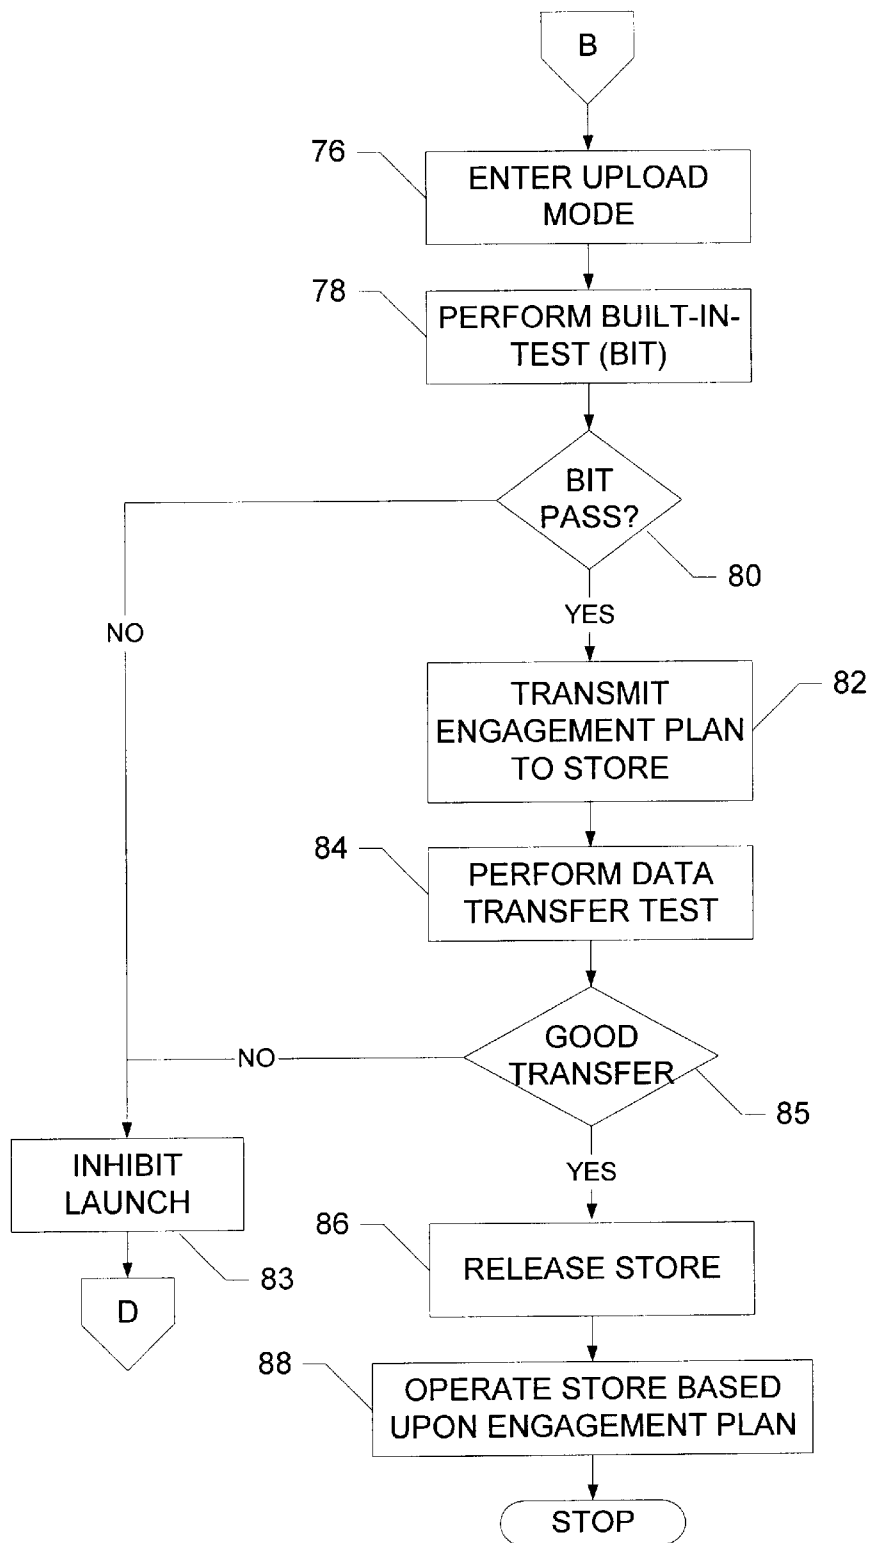 B
76
ENTER UPLOAD
MODE
78
PERFORM BUILT-IN-
TEST (BIT)
BIT
PASS?
80
YES
NO
TRANSMIT
ENGAGEMENT PLAN
TO STORE
82
84
PERFORM DATA
TRANSFER TEST
GOOD
TRANSFER
85
NO
YES
INHIBIT
LAUNCH
83
D
86
RELEASE STORE
88
OPERATE STORE BASED
UPON ENGAGEMENT PLAN
STOP